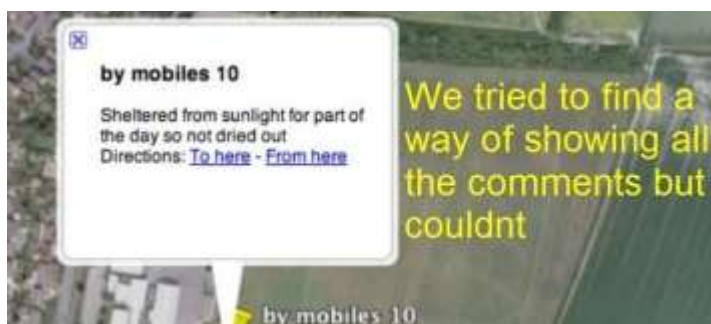 by mobiles 10
Sheltered from sunlight for part of
the day so not dried out
Directions: To here - From here
We tried to find a
way of showing all
the comments but
couldnt
by mobiles 10